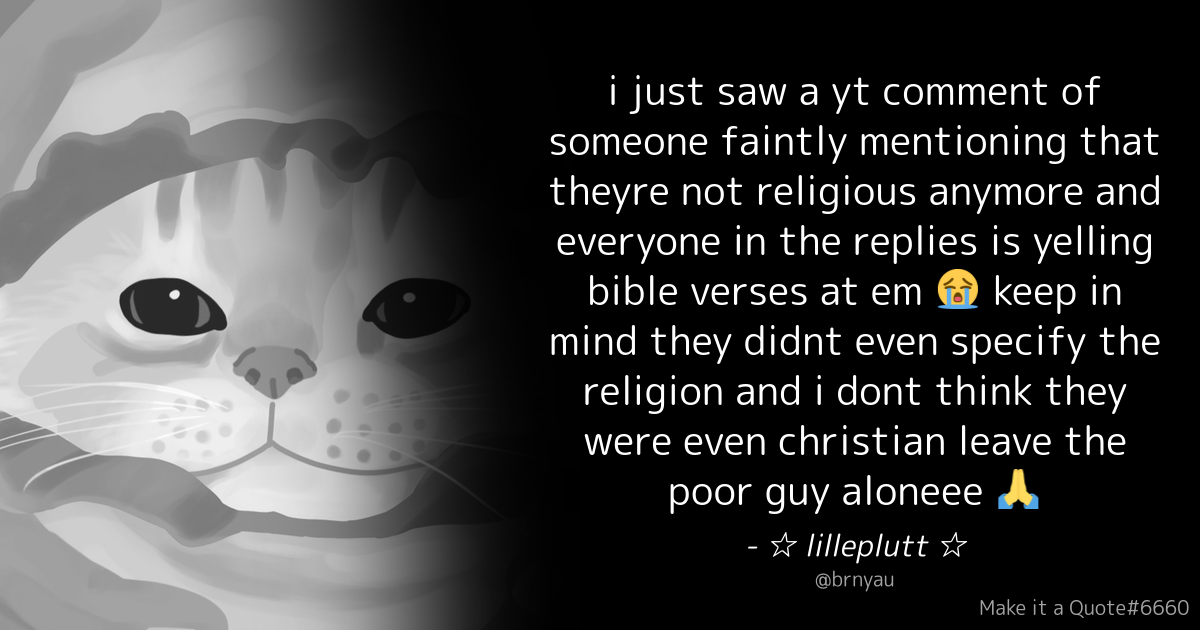 i just saw a yt comment of
someone faintly mentioning that
theyre not religious anymore and
everyone in the replies is yelling
bible verses at em 😭 keep in
mind they didnt even specify the
religion and i dont think they
were even christian leave the
poor guy aloneee 🙏
- ☆ lilleplutt ☆
@brnyau
Make it a Quote#6660